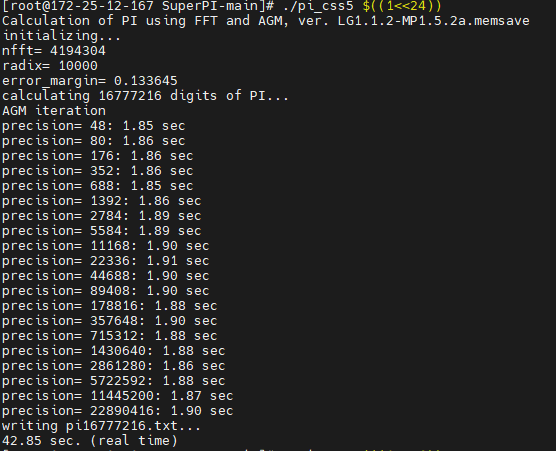 [root@172-25-12-167 SuperPI-main]# ./pi_css5 $((1<<24))
Calculation of PI using FFT and AGM, ver. LG1.1.2-MP1.5.2a.memsave
initializing...
nfft= 4194304
radix= 10000
error_margin= 0.133645
calculating 16777216 digits of PI...
AGM iteration
precision= 48: 1.85 sec
precision= 80: 1.86 sec
precision= 176: 1.86 sec
precision= 352: 1.86 sec
precision= 688: 1.85 sec
precision= 1392: 1.86 sec
precision= 2784: 1.89 sec
precision= 5584: 1.89 sec
precision= 11168: 1.90 sec
precision= 22336: 1.91 sec
precision= 44688: 1.90 sec
precision= 89408: 1.90 sec
precision= 178816: 1.88 sec
precision= 357648: 1.90 sec
precision= 715312: 1.88 sec
precision= 1430640: 1.88 sec
precision= 2861280: 1.86 sec
precision= 5722592: 1.88 sec
precision= 11445200: 1.87 sec
precision= 22890416: 1.90 sec
writing pi16777216.txt...
42.85 sec. (real time)